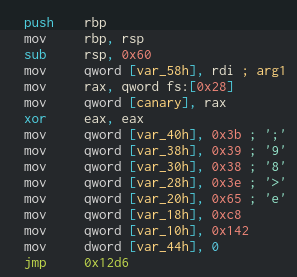 push rbp
mov rbp, rsp
sub rsp, 0x60
mov qword [var_58h], rdi ; arg1
mov rax, qword fs:[0x28]
mov qword [canary], rax
xor eax, eax
mov qword [var_40h], 0x3b ; ';'
mov qword [var_38h], 0x39 ; '9'
mov qword [var_30h], 0x38 ; '8'
mov qword [var_28h], 0x3e ; '>'
mov qword [var_20h], 0x65 ; 'e'
mov qword [var_18h], 0xc8
mov qword [var_10h], 0x142
mov dword [var_44h], 0
jmp 0x12d6